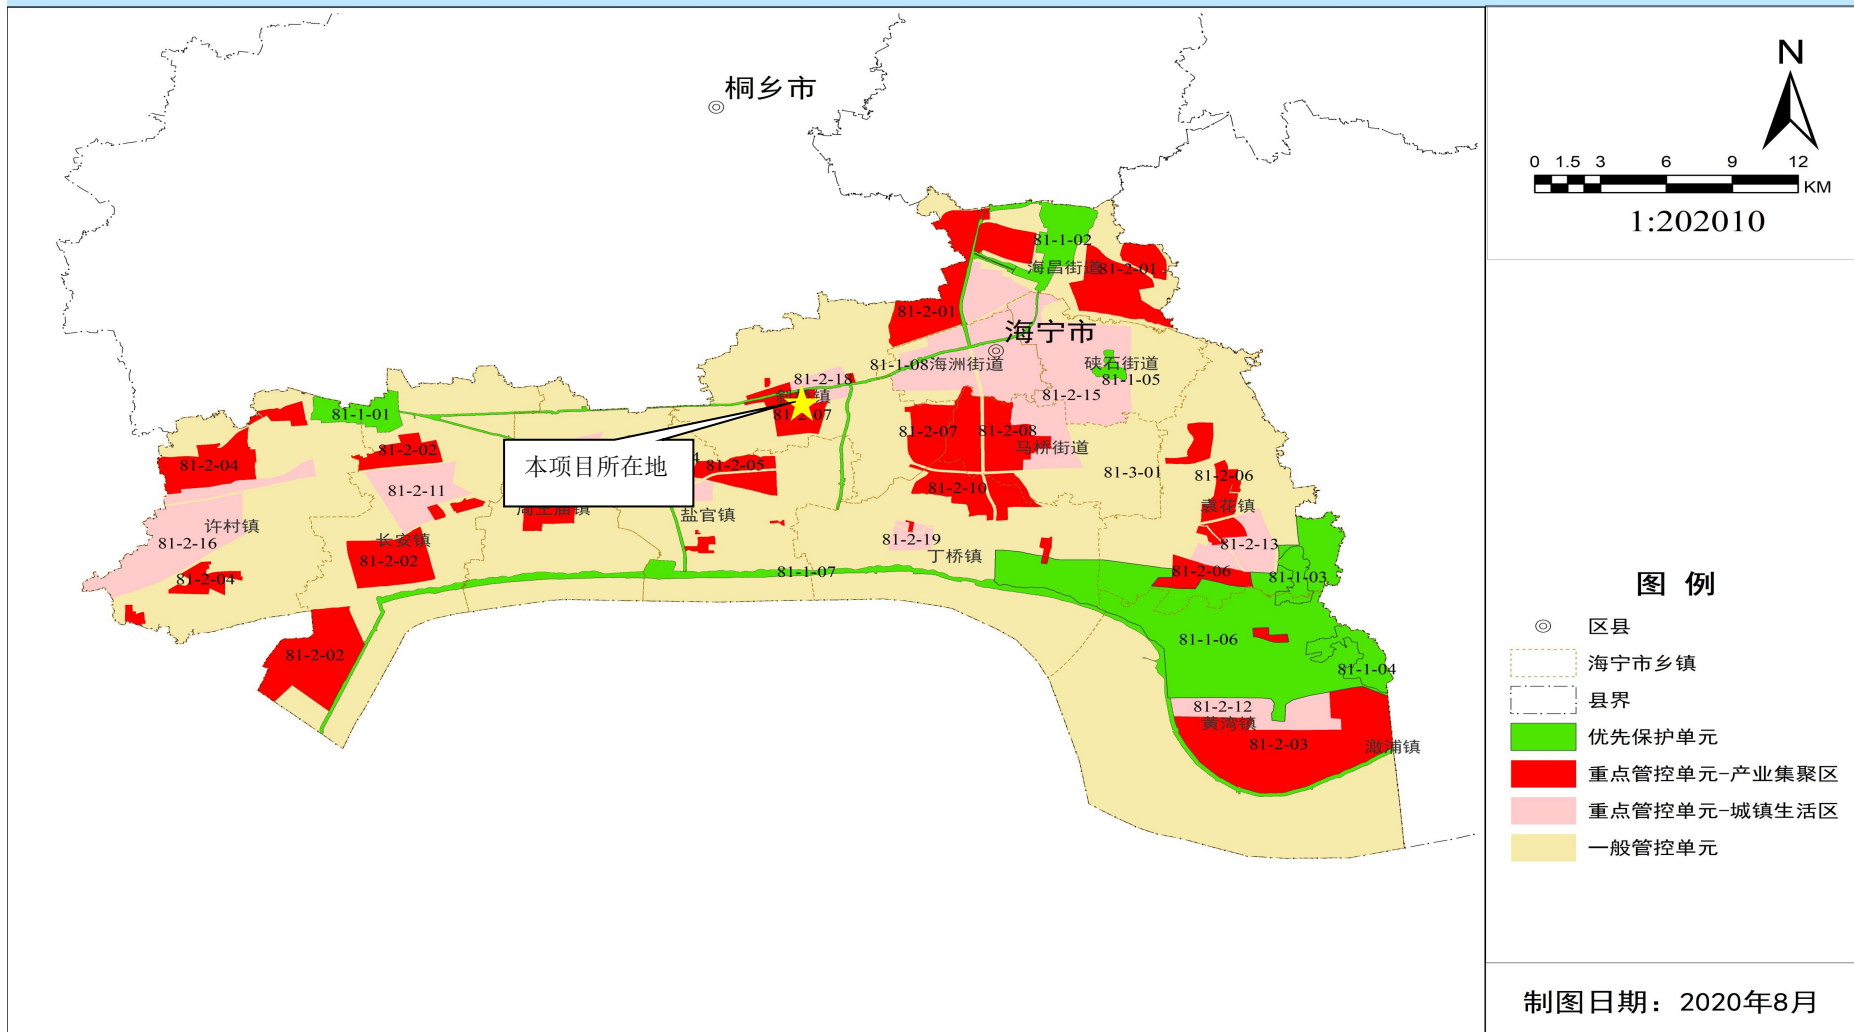 桐乡市
N
0 1.5 3 6 9 12
KM
1:202010
81-1-02
海昌街道
81-2-01
81-2-01
海宁市
81-1-08
海洲街道
硖石街道
81-1-05
81-2-18
81-2-15
镇
81-2-07
81-1-01
81-2-07
81-2-08
马桥街道
81-2-02
81-2-04
本项目所在地
81-2-05
81-3-01
81-2-06
81-2-11
81-2-10
袁花镇
许村镇
盐官镇
81-2-16
长安镇
81-2-19
81-2-13
丁桥镇
81-2-02
81-2-04
81-1-07
81-2-06
81-1-03
81-1-06
81-2-02
81-1-04
81-2-12
黄湾镇
81-2-03
澉浦镇
图 例
区县
海宁市乡镇
县界
优先保护单元
重点管控单元-产业集聚区
重点管控单元-城镇生活区
一般管控单元
制图日期：2020年8月